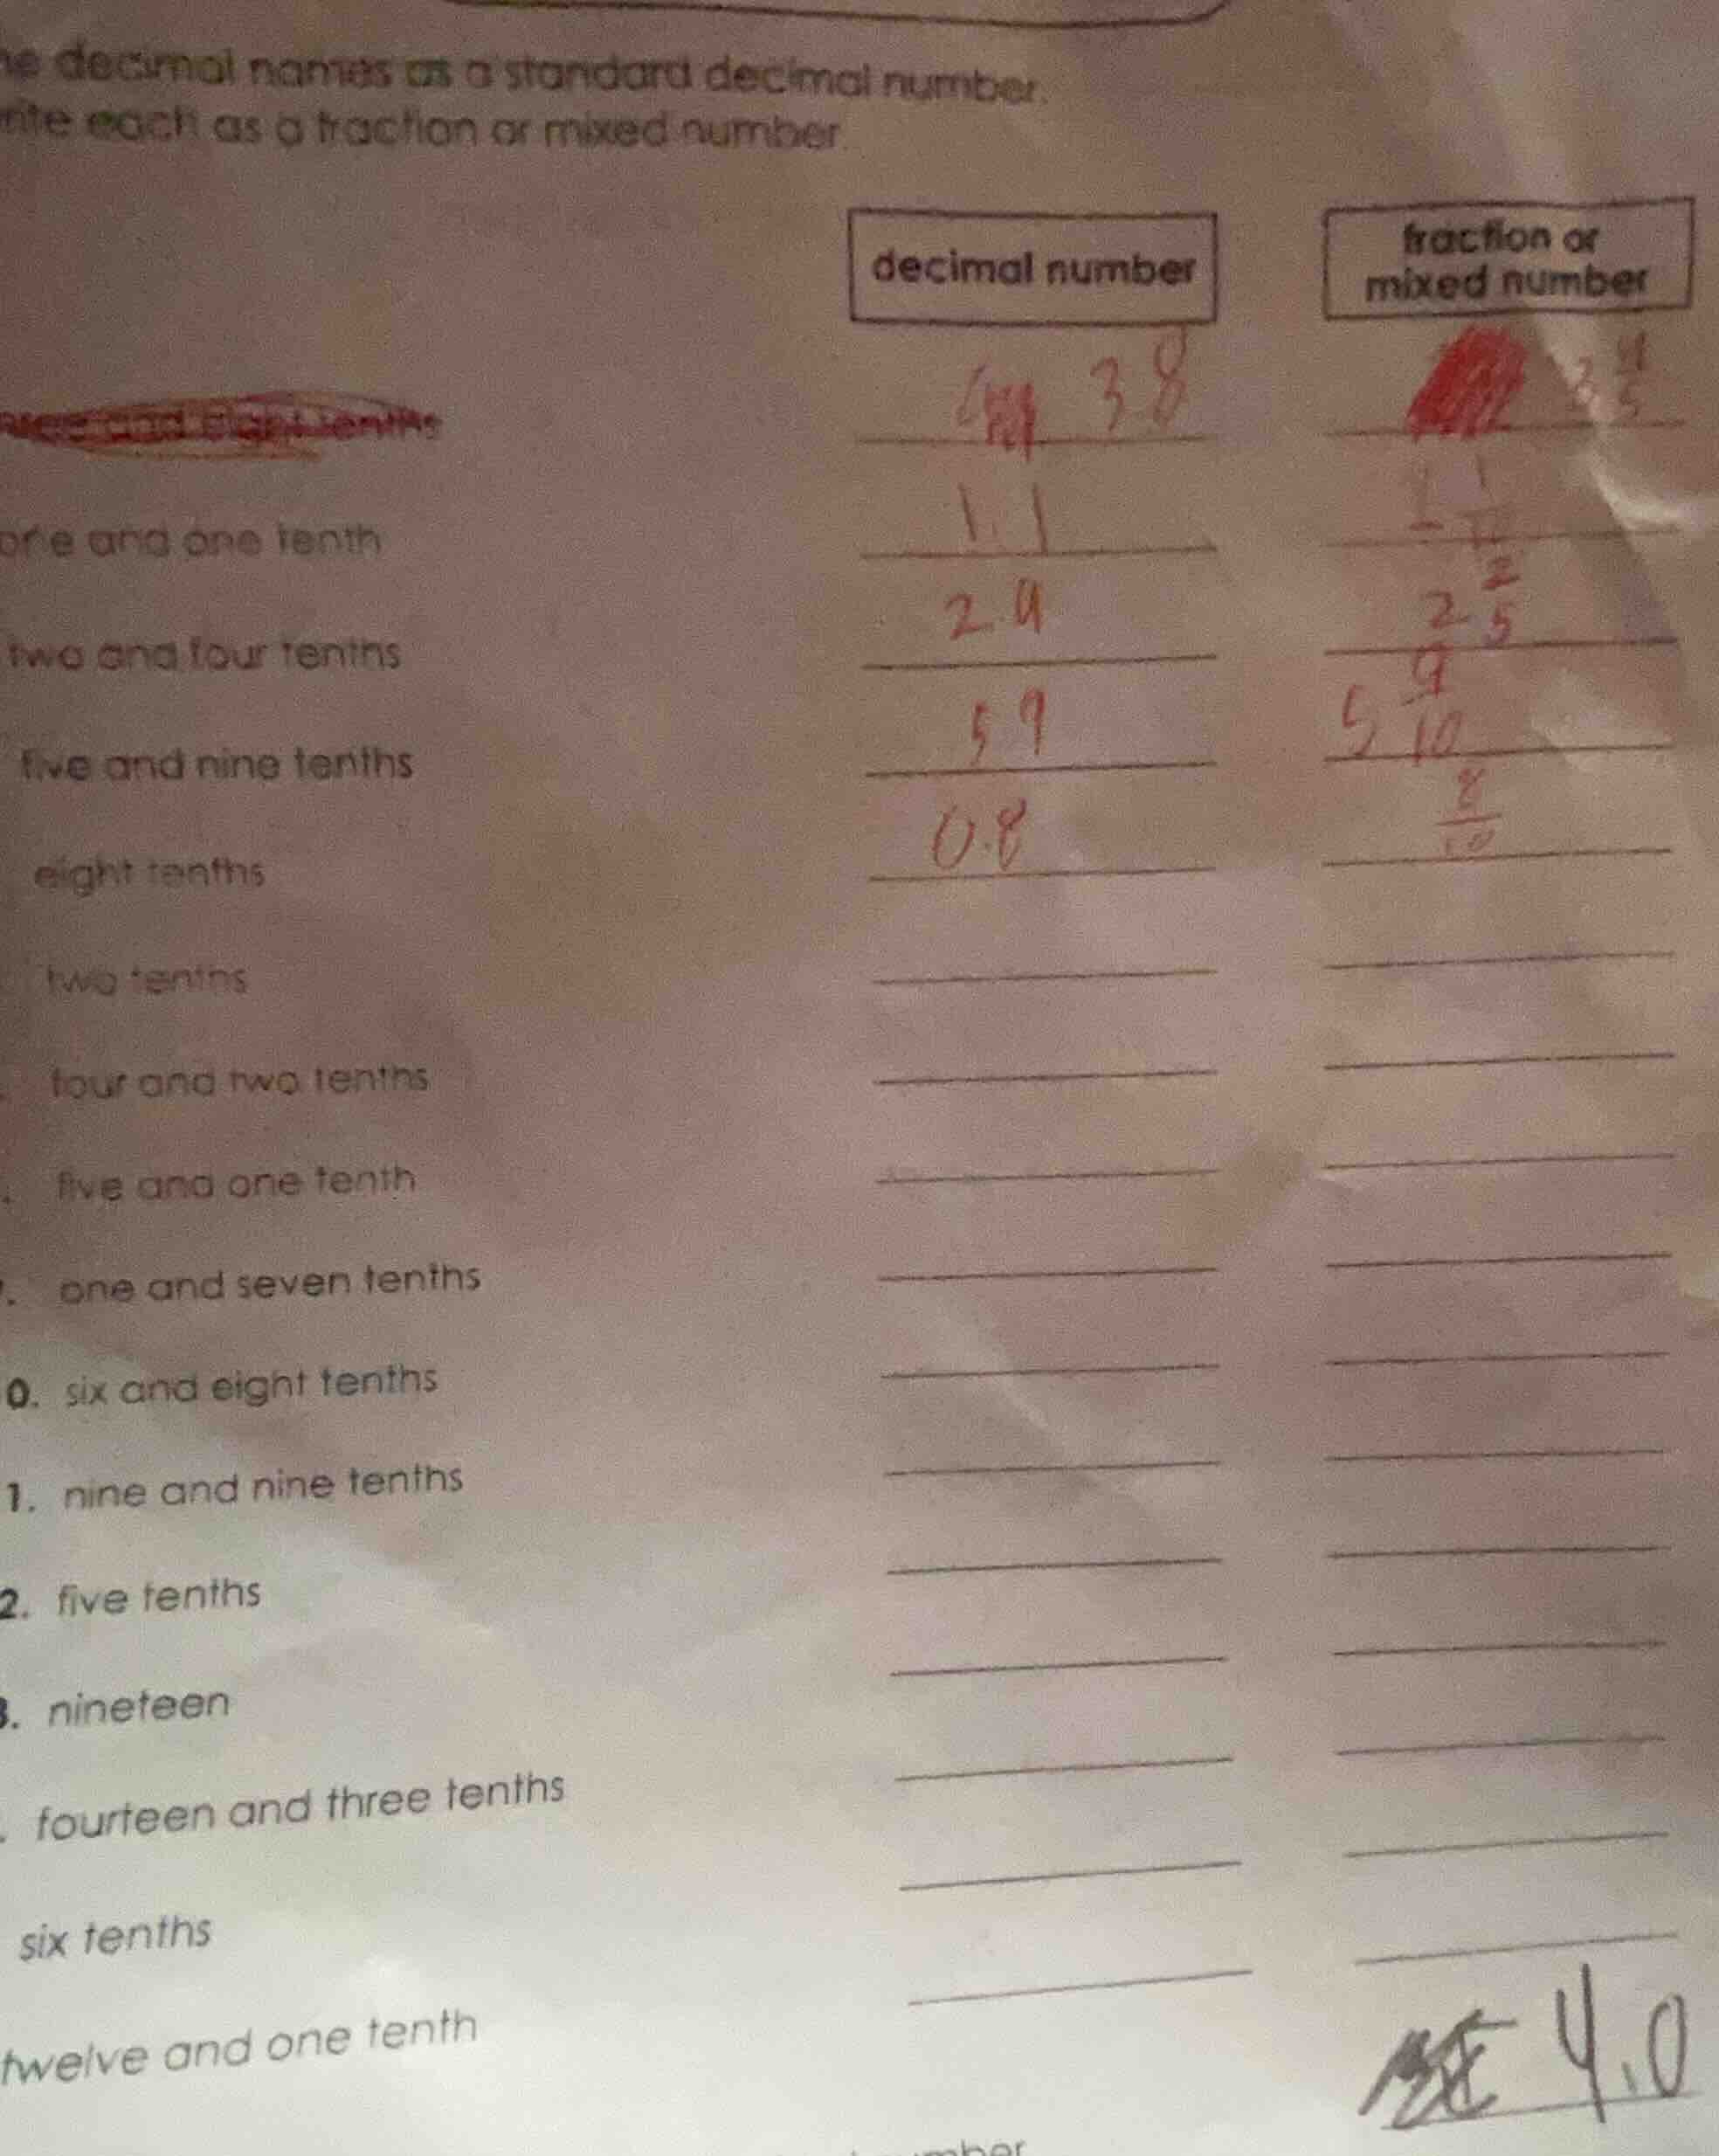 he decimal names as a standard decimal number.
rite each as a fraction or mixed number.
decimal number
fraction or
mixed number
ree and eight tenths 3 8 3 4/5
one and one tenth 1.1 1 1/10
two and four tenths 2.4 2 2/5
five and nine tenths 5 9 5 9/10
eight tenths 0.8 8/10
two tenths
. four and two tenths
. five and one tenth
. one and seven tenths
0. six and eight tenths
1. nine and nine tenths
2. five tenths
3. nineteen
. fourteen and three tenths
six tenths
twelve and one tenth
4.0